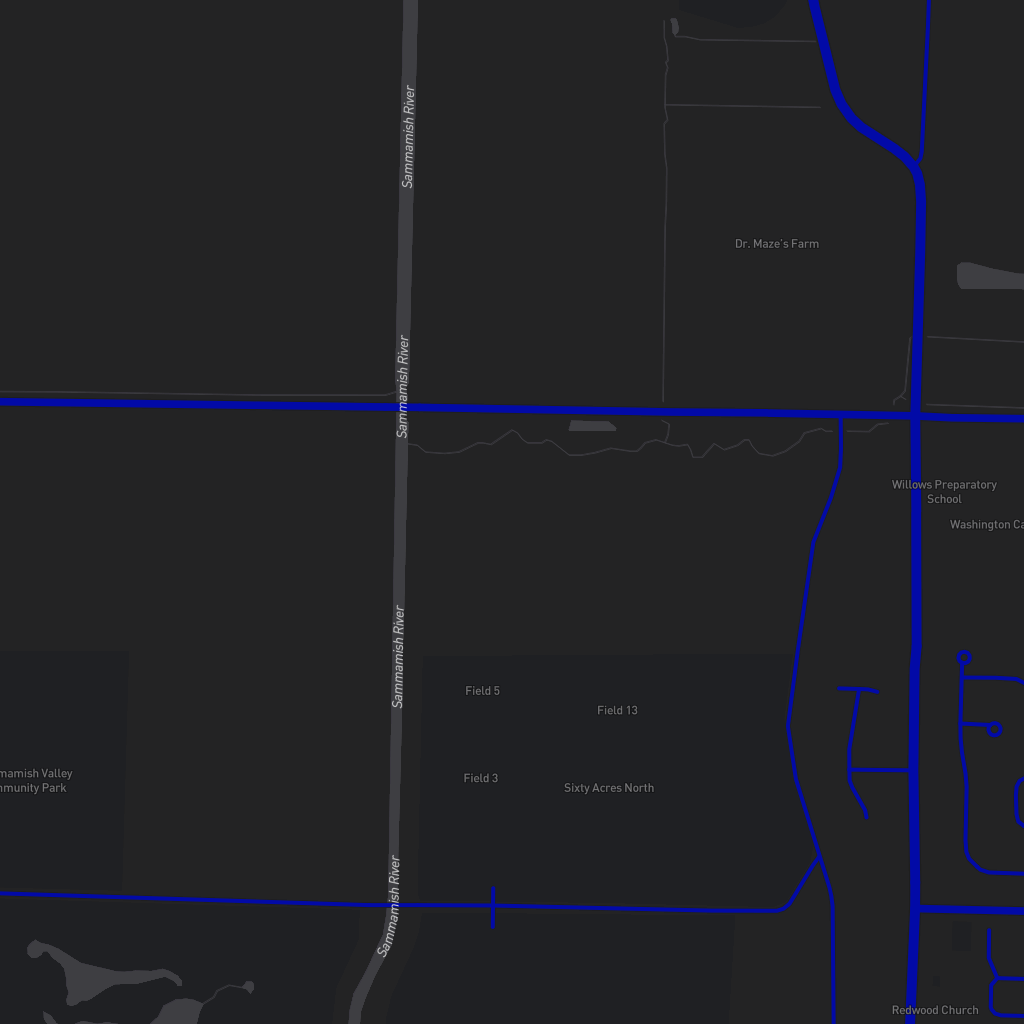 Sammamish River
Dr. Maze's Farm
Sammamish River
Willows Preparatory
School
Washington Ca
Sammamish River
Field 5
Field 13
mamish Valley
mmunity Park
Field 3
Sixty Acres North
Sammamish River
Redwood Church